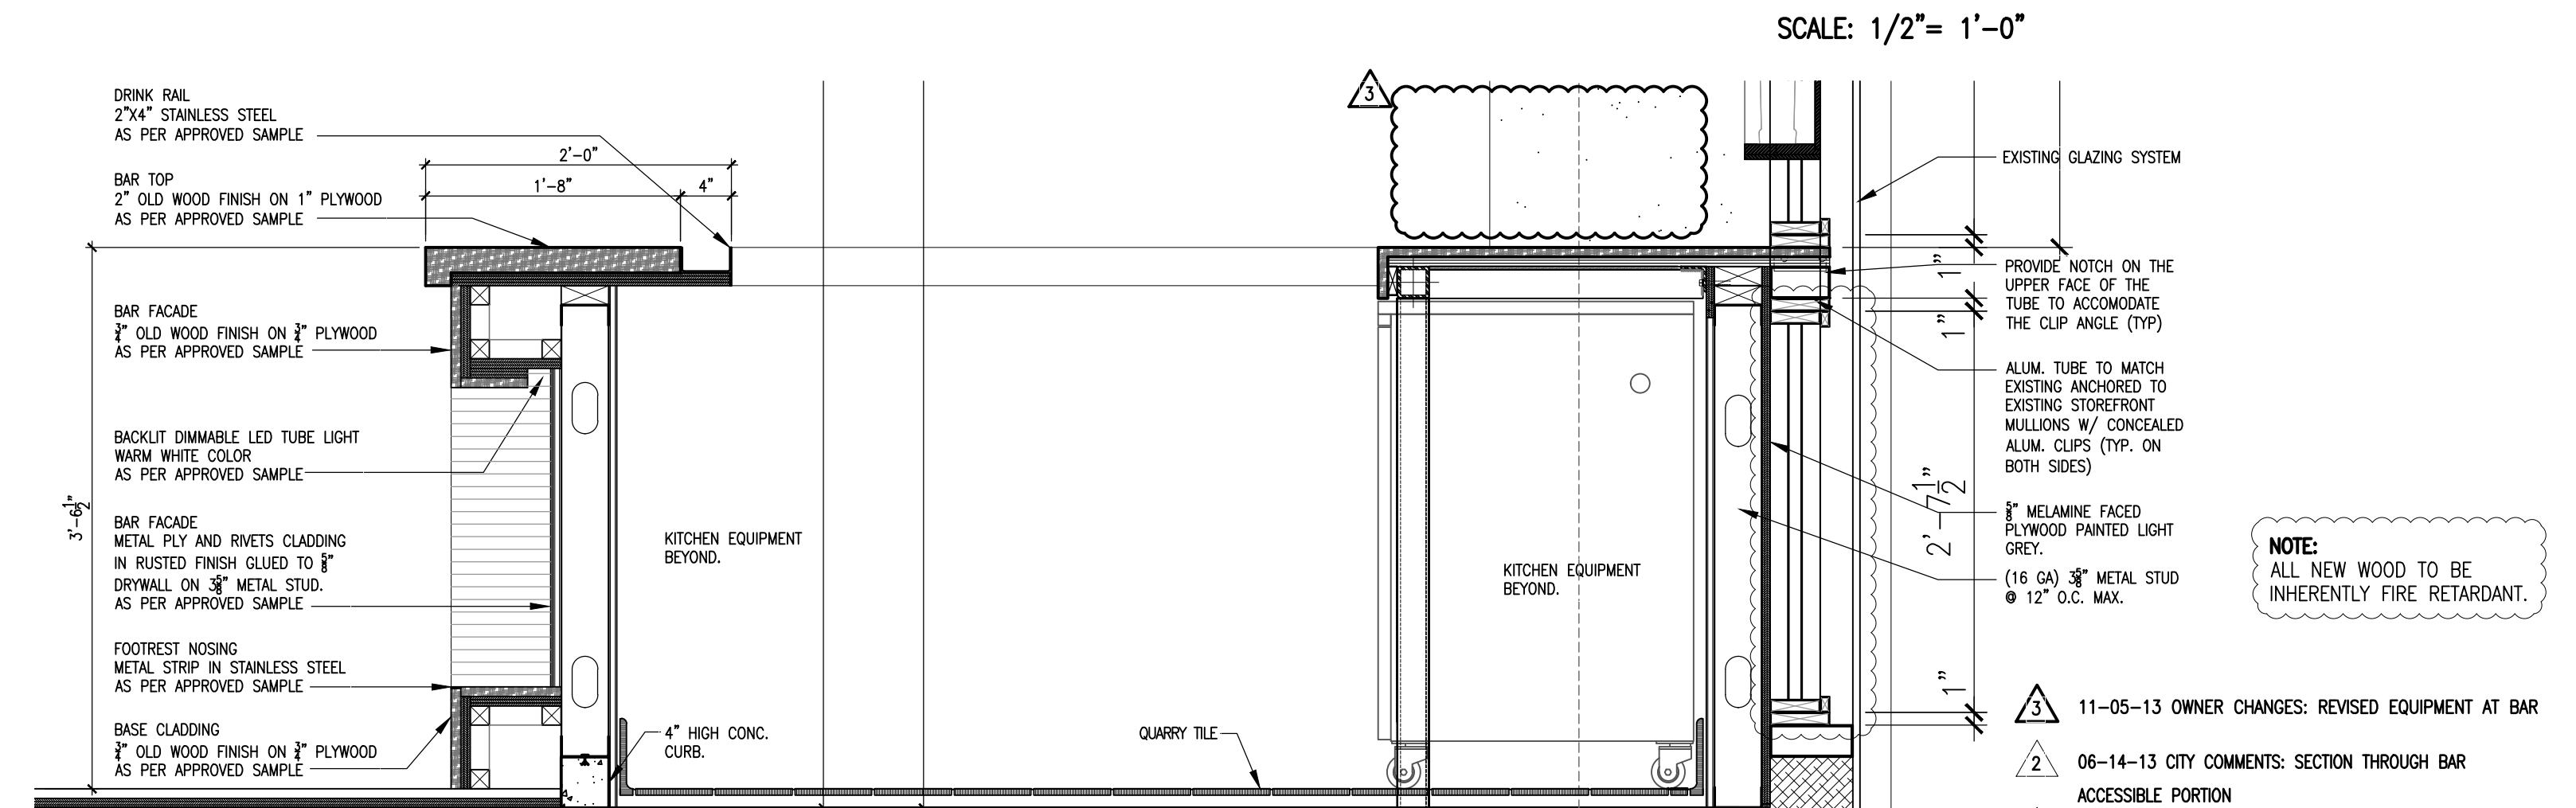 SCALE: 1/2"= 1'-0"
DRINK RAIL
2"X4" STAINLESS STEEL
AS PER APPROVED SAMPLE
BAR TOP
2" OLD WOOD FINISH ON 1" PLYWOOD
AS PER APPROVED SAMPLE
2'-0"
1'-8"
4"
3'-6 1/2"
BAR FACADE
3/4" OLD WOOD FINISH ON 3/4" PLYWOOD
AS PER APPROVED SAMPLE
BACKLIT DIMMABLE LED TUBE LIGHT
WARM WHITE COLOR
AS PER APPROVED SAMPLE
BAR FACADE
METAL PLY AND RIVETS CLADDING
IN RUSTED FINISH GLUED TO 5/8"
DRYWALL ON 3 5/8" METAL STUD.
AS PER APPROVED SAMPLE
FOOTREST NOSING
METAL STRIP IN STAINLESS STEEL
AS PER APPROVED SAMPLE
BASE CLADDING
3/4" OLD WOOD FINISH ON 3/4" PLYWOOD
AS PER APPROVED SAMPLE
KITCHEN EQUIPMENT
BEYOND.
4" HIGH CONC.
CURB.
QUARRY TILE
3
KITCHEN EQUIPMENT
BEYOND.
1"
1"
2'-7 1/2"
1"
EXISTING GLAZING SYSTEM
PROVIDE NOTCH ON THE
UPPER FACE OF THE
TUBE TO ACCOMODATE
THE CLIP ANGLE (TYP)
ALUM. TUBE TO MATCH
EXISTING ANCHORED TO
EXISTING STOREFRONT
MULLIONS W/ CONCEALED
ALUM. CLIPS (TYP. ON
BOTH SIDES)
5/8" MELAMINE FACED
PLYWOOD PAINTED LIGHT
GREY.
(16 GA) 3 5/8" METAL STUD
@ 12" O.C. MAX.
NOTE:
ALL NEW WOOD TO BE
INHERENTLY FIRE RETARDANT.
3 11-05-13 OWNER CHANGES: REVISED EQUIPMENT AT BAR
2 06-14-13 CITY COMMENTS: SECTION THROUGH BAR
ACCESSIBLE PORTION